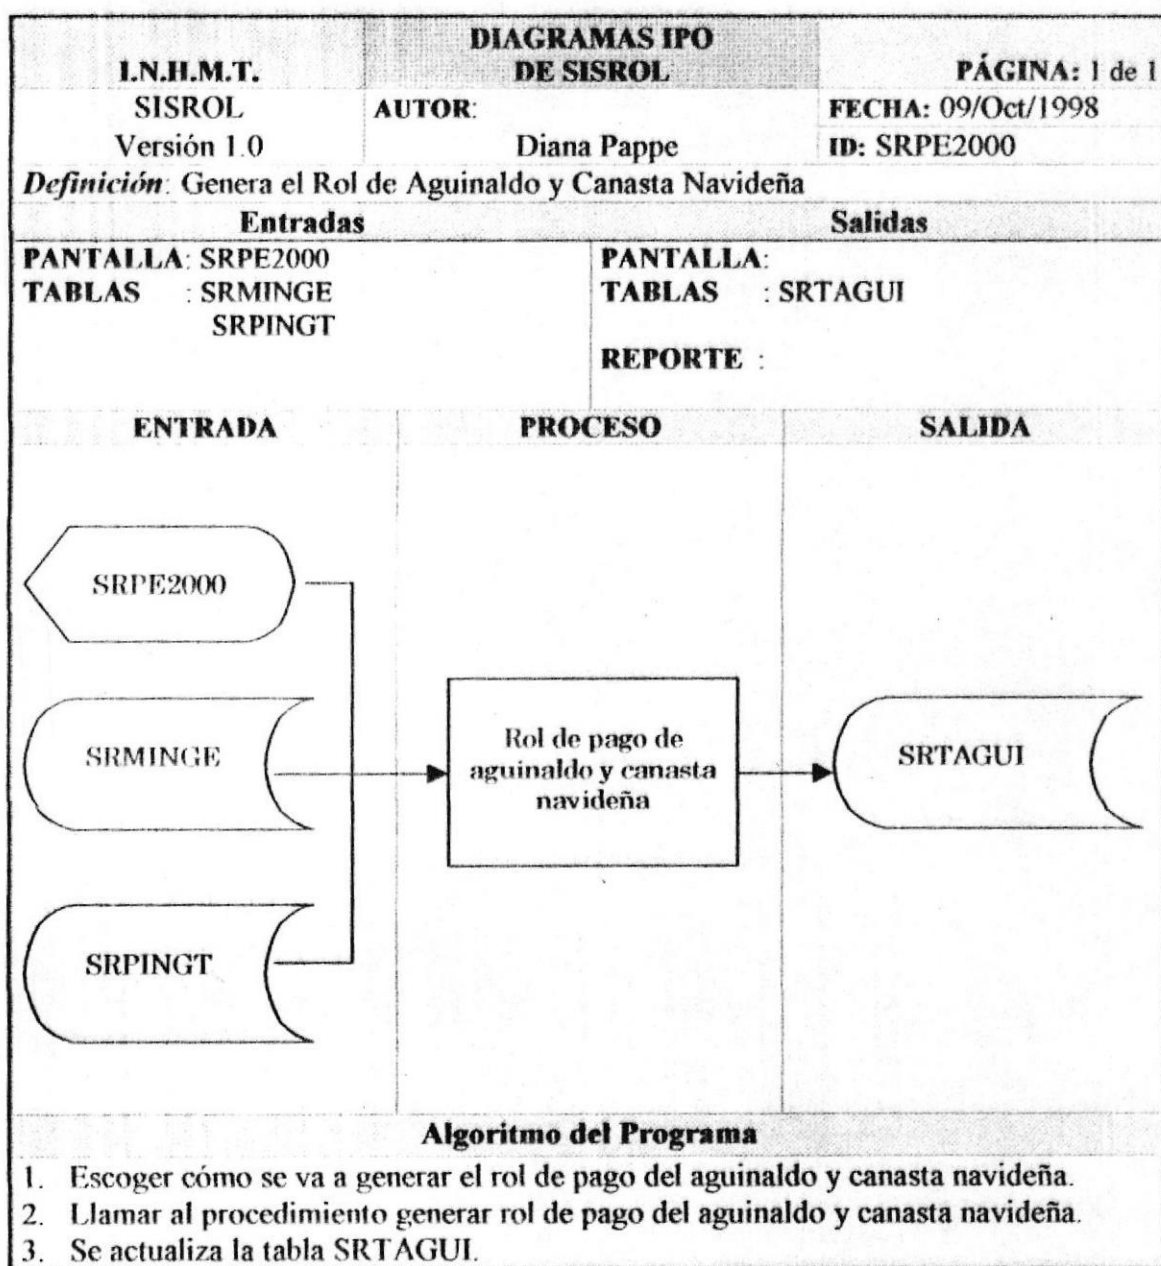 DIAGRAMAS IPO
I.N.H.M.T. DE SISROL PÁGINA: 1 de 1
SISROL AUTOR: FECHA: 09/Oct/1998
Versión 1.0 Diana Pappe ID: SRPE2000
Definición: Genera el Rol de Aguinaldo y Canasta Navideña
Entradas Salidas
PANTALLA: SRPE2000 PANTALLA:
TABLAS : SRMINGE TABLAS : SRTAGUI
SRPINGT
REPORTE :
ENTRADA PROCESO SALIDA
SRPE2000
SRMINGE
Rol de pago de
aguinaldo y canasta
navideña
SRTAGUI
SRPINGT
Algoritmo del Programa
1. Escoger cómo se va a generar el rol de pago del aguinaldo y canasta navideña.
2. Llamar al procedimiento generar rol de pago del aguinaldo y canasta navideña.
3. Se actualiza la tabla SRTAGUI.